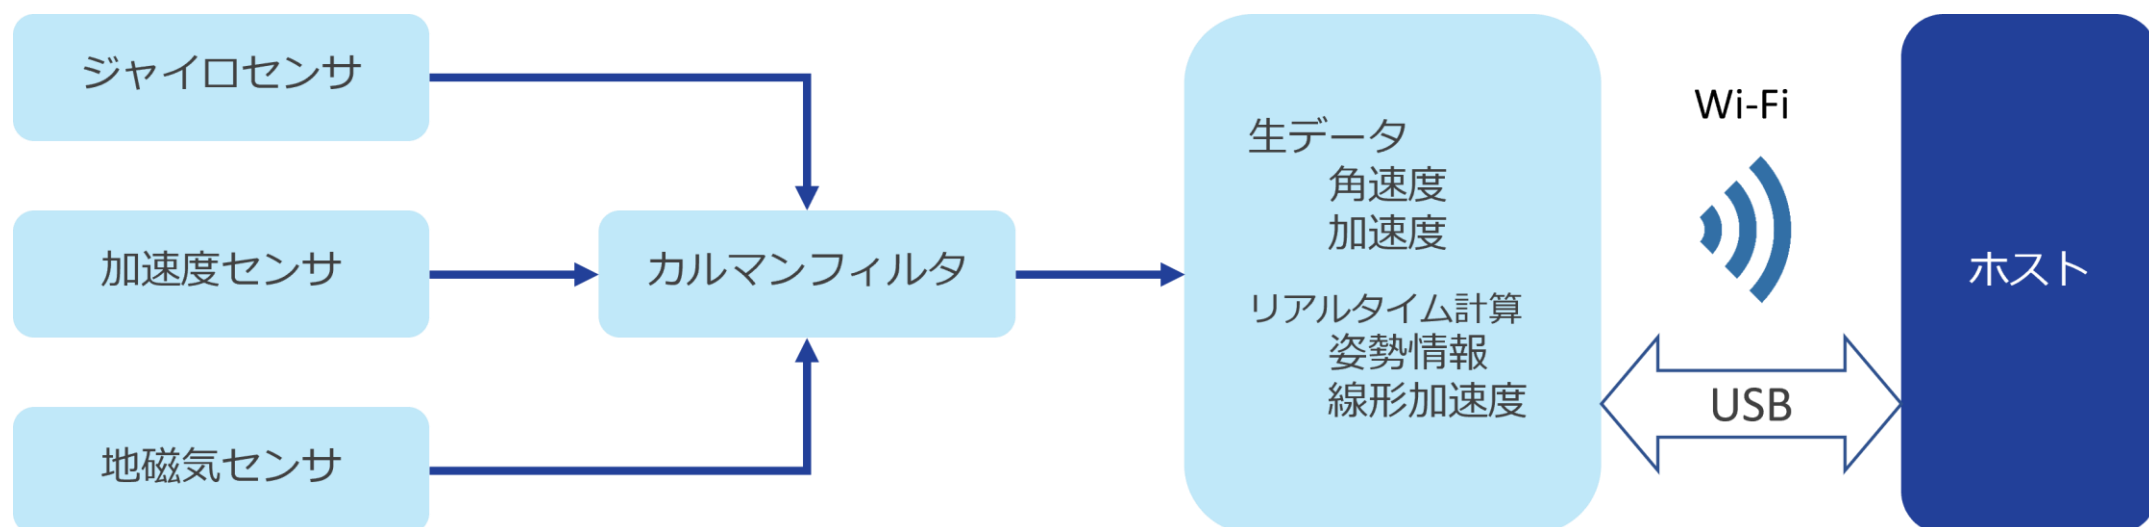 ジャイロセンサ
加速度センサ
地磁気センサ
カルマンフィルタ
生データ
角速度
加速度
リアルタイム計算
姿勢情報
線形加速度
Wi-Fi
USB
ホスト